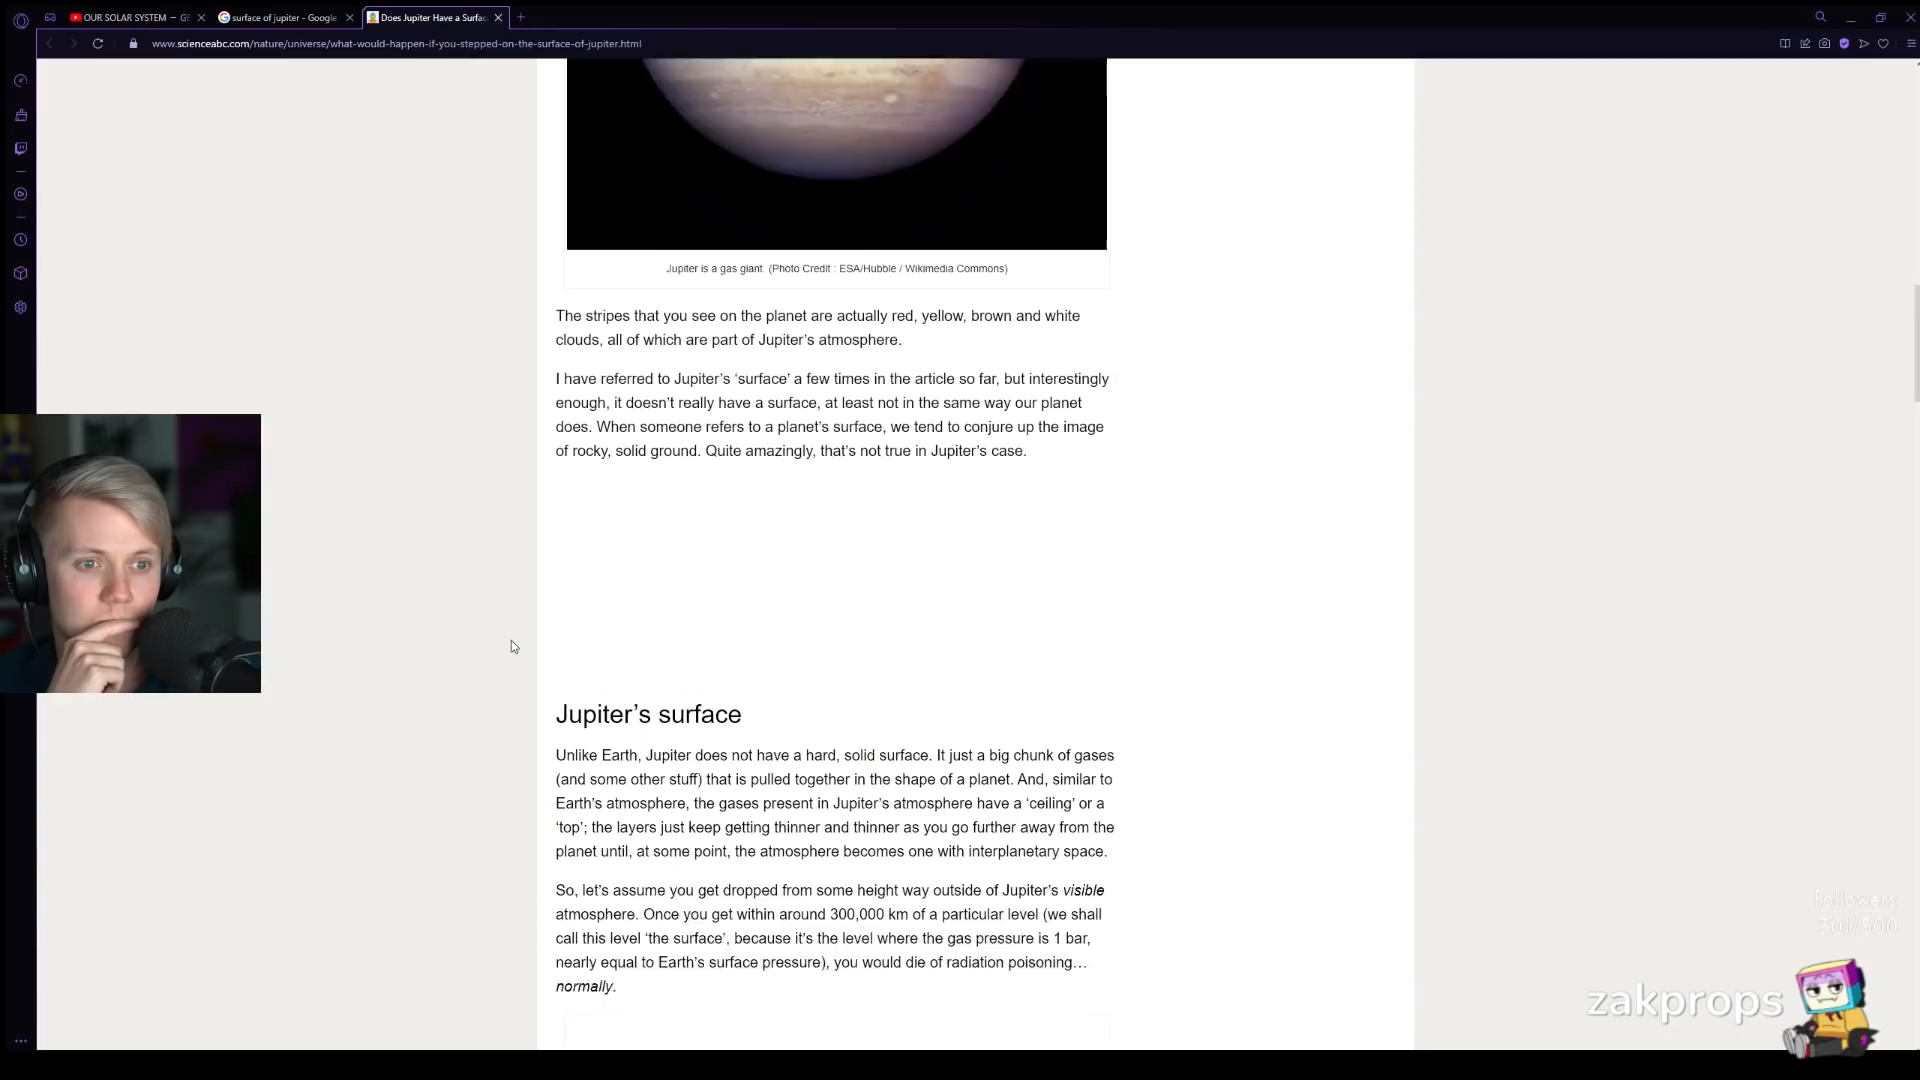 OUR SOLAR SYSTEM – GE
surface of jupiter - Google
Does Jupiter Have a Surfac
www.scienceabc.com/nature/universe/what-would-happen-if-you-stepped-on-the-surface-of-jupiter.html
Jupiter is a gas giant. (Photo Credit : ESA/Hubble / Wikimedia Commons)
The stripes that you see on the planet are actually red, yellow, brown and white
clouds, all of which are part of Jupiter’s atmosphere.
I have referred to Jupiter’s ‘surface’ a few times in the article so far, but interestingly
enough, it doesn’t really have a surface, at least not in the same way our planet
does. When someone refers to a planet’s surface, we tend to conjure up the image
of rocky, solid ground. Quite amazingly, that’s not true in Jupiter’s case.
Jupiter’s surface
Unlike Earth, Jupiter does not have a hard, solid surface. It just a big chunk of gases
(and some other stuff) that is pulled together in the shape of a planet. And, similar to
Earth’s atmosphere, the gases present in Jupiter’s atmosphere have a ‘ceiling’ or a
‘top’; the layers just keep getting thinner and thinner as you go further away from the
planet until, at some point, the atmosphere becomes one with interplanetary space.
So, let’s assume you get dropped from some height way outside of Jupiter’s visible
atmosphere. Once you get within around 300,000 km of a particular level (we shall
call this level ‘the surface’, because it’s the level where the gas pressure is 1 bar,
nearly equal to Earth’s surface pressure), you would die of radiation poisoning…
normally.
Followers
301/500
zakprops